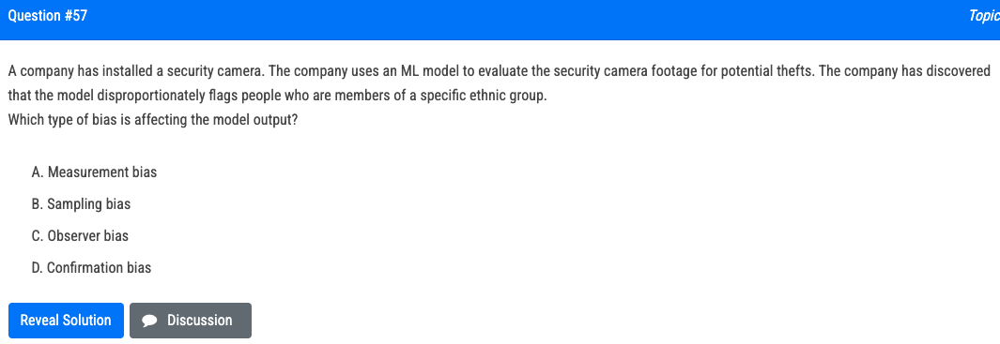 Question #57
Topic
A company has installed a security camera. The company uses an ML model to evaluate the security camera footage for potential thefts. The company has discovered
that the model disproportionately flags people who are members of a specific ethnic group.
Which type of bias is affecting the model output?
A. Measurement bias
B. Sampling bias
C. Observer bias
D. Confirmation bias
Reveal Solution
Discussion